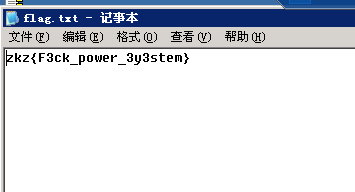 flag.txt - 记事本
文件(F) 编辑(E) 格式(O) 查看(V) 帮助(H)
zkz{F3ck_power_3y3stem}